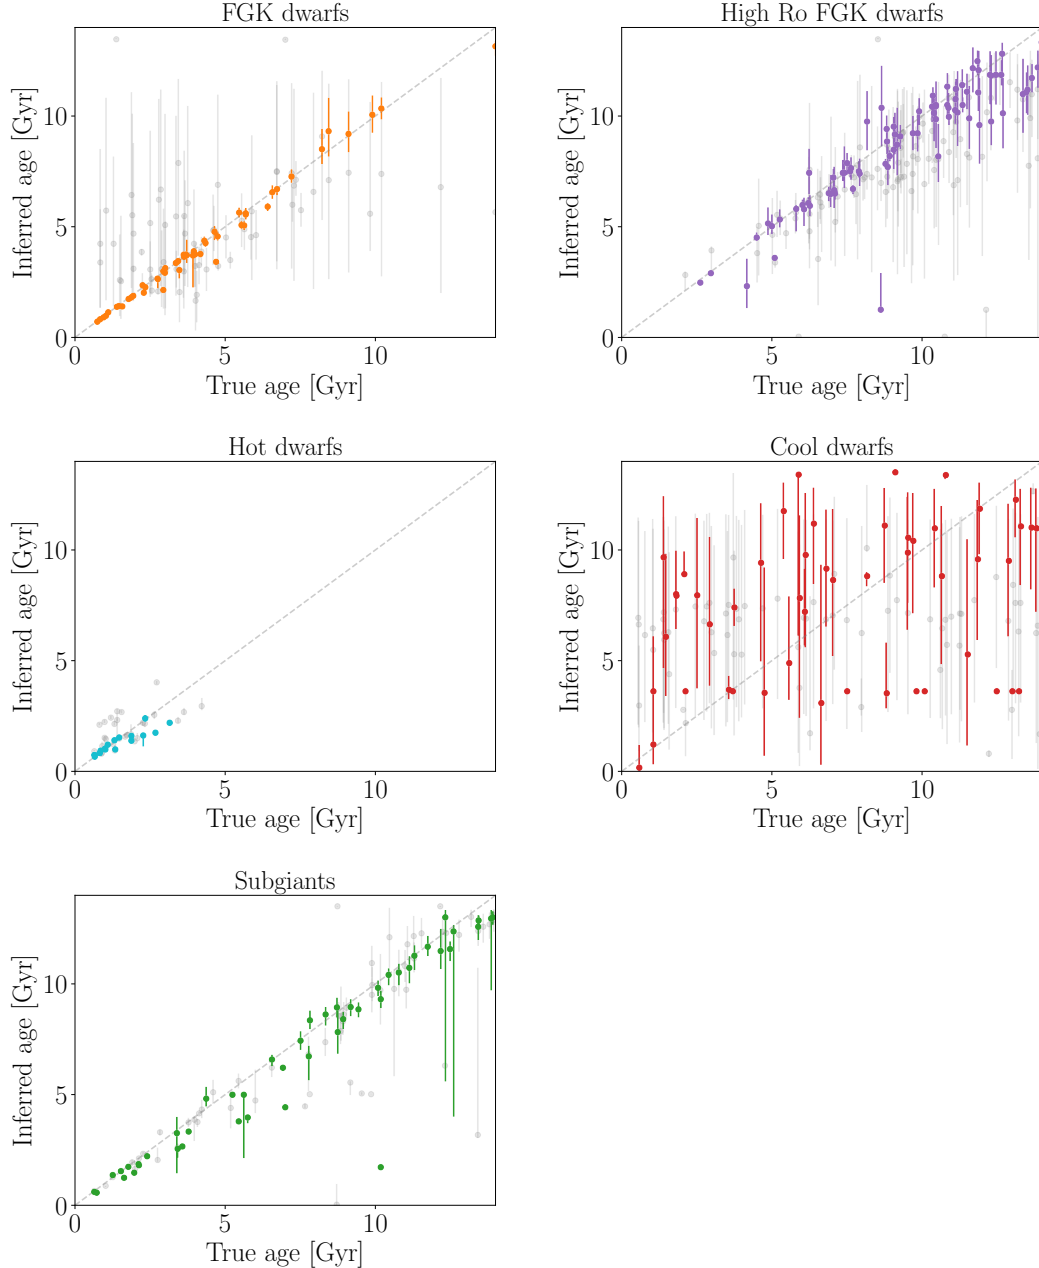 FGK dwarfs
High Ro FGK dwarfs
10
5
0
Inferred age [Gyr]
0 5 10
True age [Gyr]
10
5
0
Inferred age [Gyr]
0 5 10
True age [Gyr]
Hot dwarfs
Cool dwarfs
10
5
0
Inferred age [Gyr]
0 5 10
True age [Gyr]
10
5
0
Inferred age [Gyr]
0 5 10
True age [Gyr]
Subgiants
10
5
0
Inferred age [Gyr]
0 5 10
True age [Gyr]